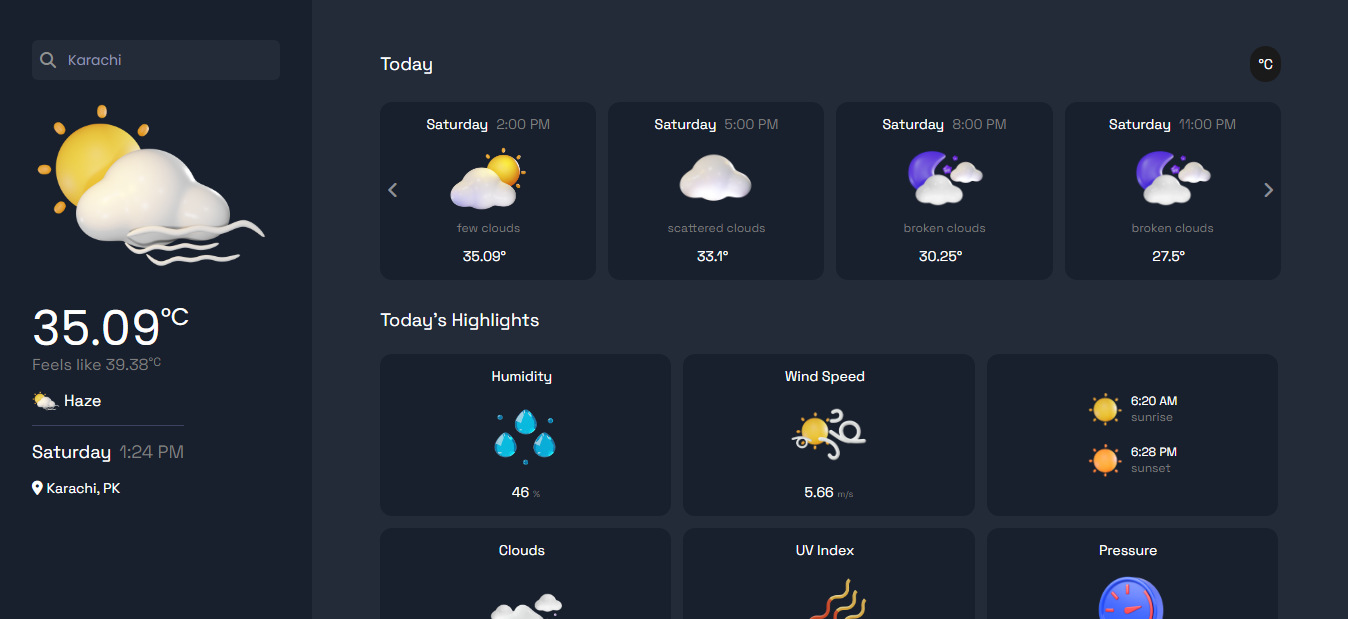 Karachi
35.09°C
Feels like 39.38°C
Haze
Saturday 1:24 PM
Karachi, PK
Today
°C
Saturday 2:00 PM
few clouds
35.09°
Saturday 5:00 PM
scattered clouds
33.1°
Saturday 8:00 PM
broken clouds
30.25°
Saturday 11:00 PM
broken clouds
27.5°
Today's Highlights
Humidity
46 %
Wind Speed
5.66 m/s
6:20 AM
sunrise
6:28 PM
sunset
Clouds
UV Index
Pressure